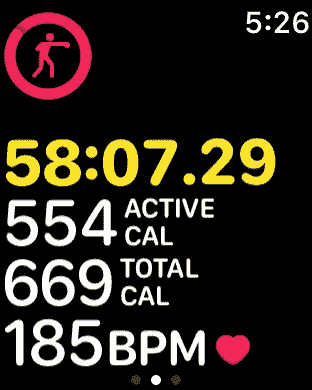 5:26
58:07.29
554 ACTIVE CAL
669 TOTAL CAL
185BPM